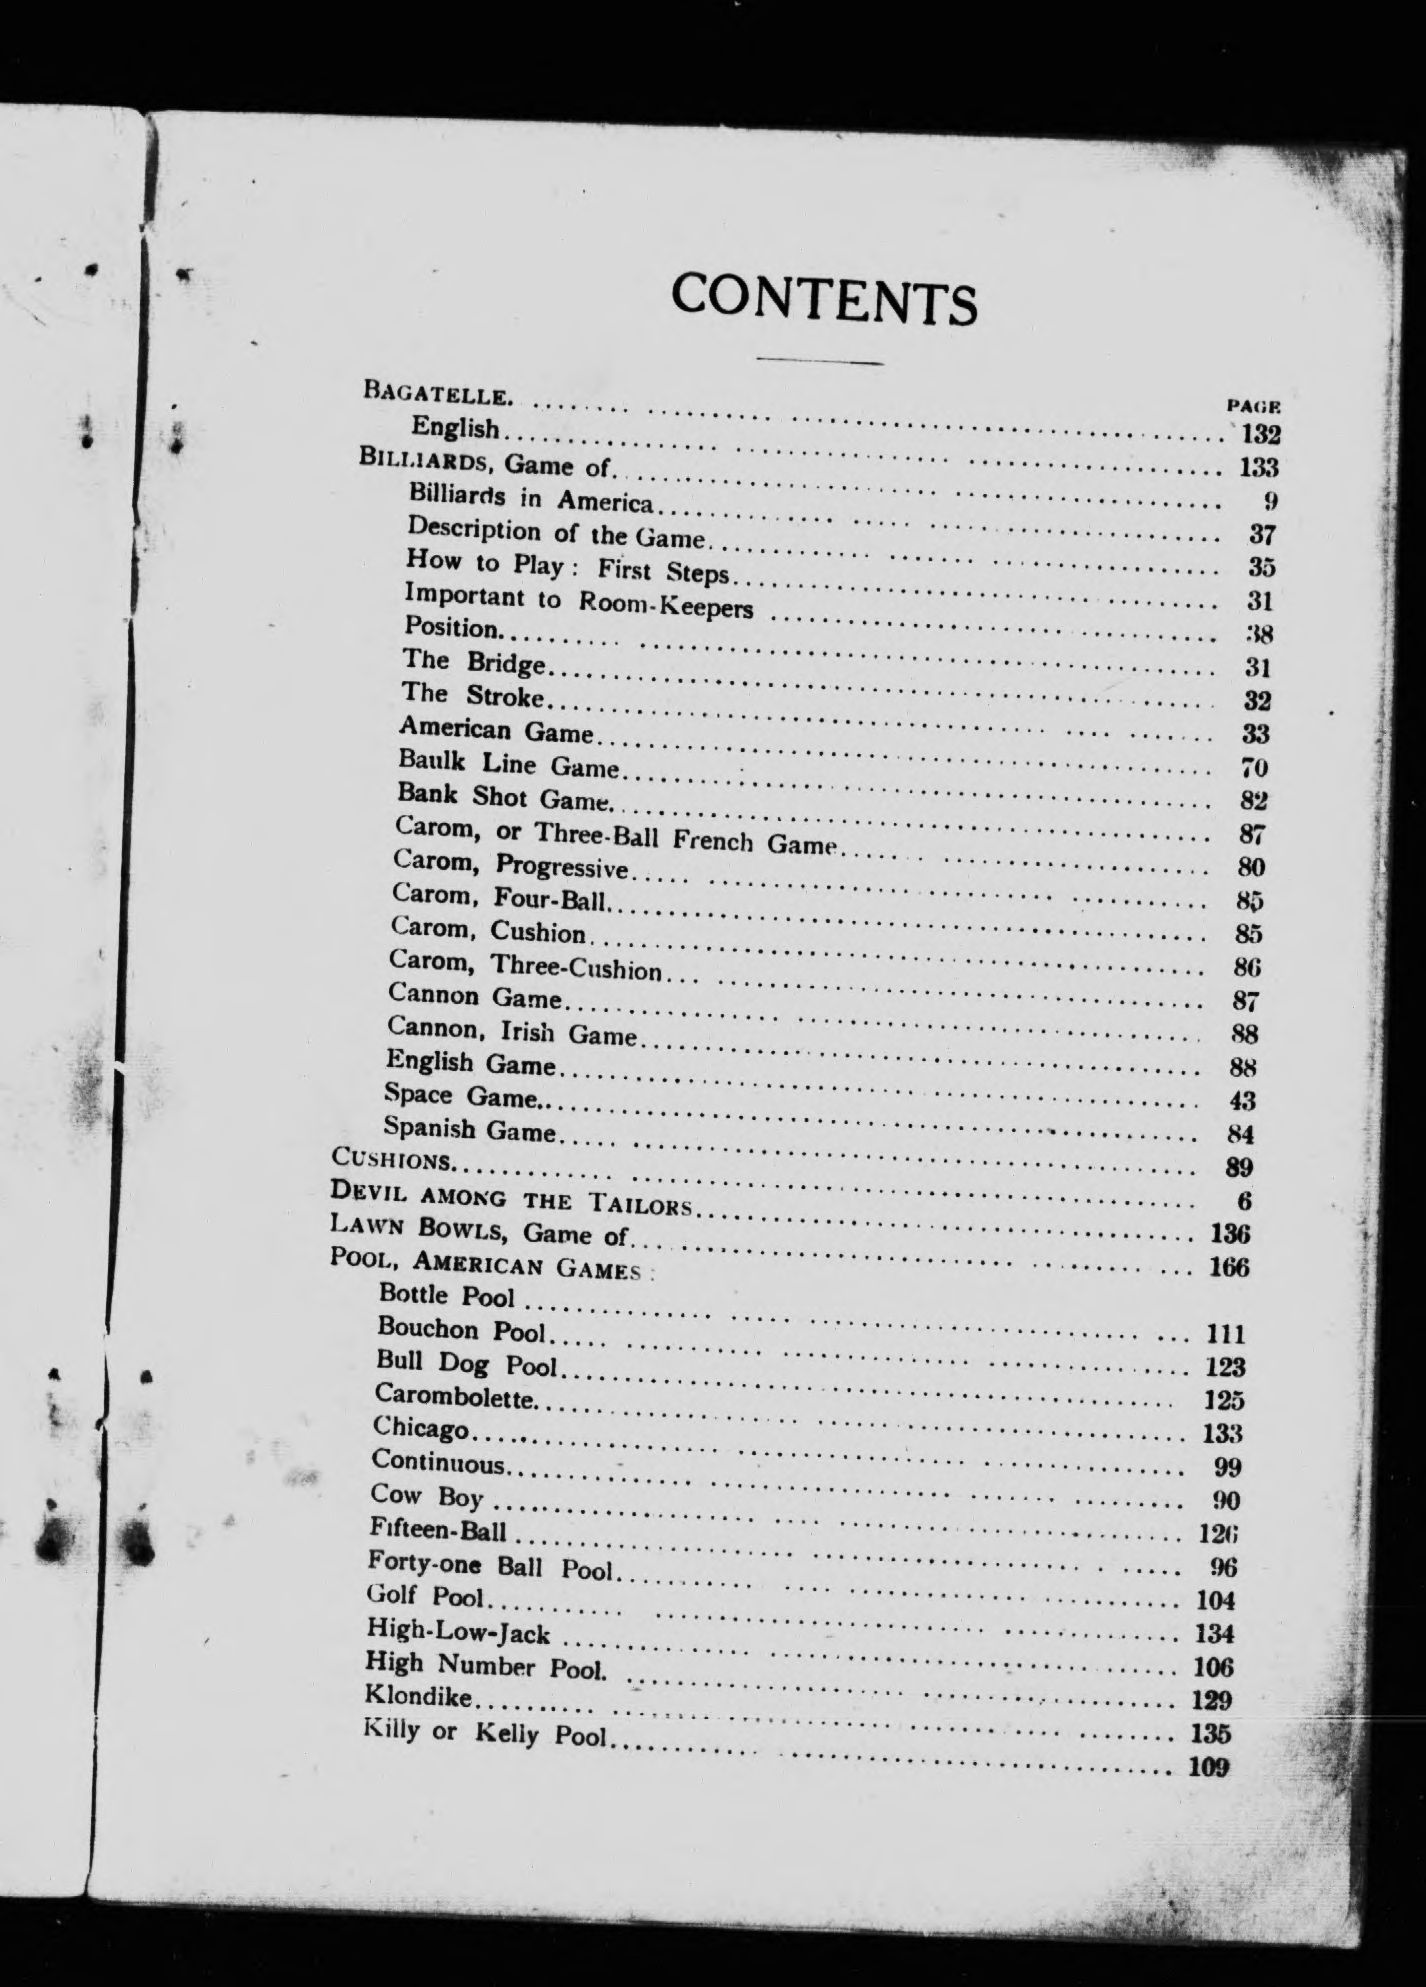 CONTENTS
PAGE
BAGATELLE. ........ 132
English ........ 133
BILLIARDS, Game of ........ 9
Billiards in America ........ 37
Description of the Game ........ 35
How to Play: First Steps ........ 31
Important to Room-Keepers ........ 38
Position ........ 31
The Bridge ........ 32
The Stroke ........ 33
American Game ........ 70
Baulk Line Game ........ 82
Bank Shot Game ........ 87
Carom, or Three-Ball French Game ........ 80
Carom, Progressive ........ 85
Carom, Four-Ball ........ 85
Carom, Cushion ........ 86
Carom, Three-Cushion ........ 87
Cannon Game ........ 88
Cannon, Irish Game ........ 88
English Game ........ 43
Space Game ........ 84
Spanish Game ........ 89
CUSHIONS ........ 6
DEVIL AMONG THE TAILORS ........ 136
LAWN BOWLS, Game of ........ 166
POOL, AMERICAN GAMES:
Bottle Pool ........ 111
Bouchon Pool ........ 123
Bull Dog Pool ........ 125
Carombolette ........ 133
Chicago ........ 99
Continuous ........ 90
Cow Boy ........ 126
Fifteen-Ball ........ 96
Forty-one Ball Pool ........ 104
Golf Pool ........ 134
High-Low-Jack ........ 106
High Number Pool. ........ 129
Klondike ........ 135
Killy or Kelly Pool ........ 109